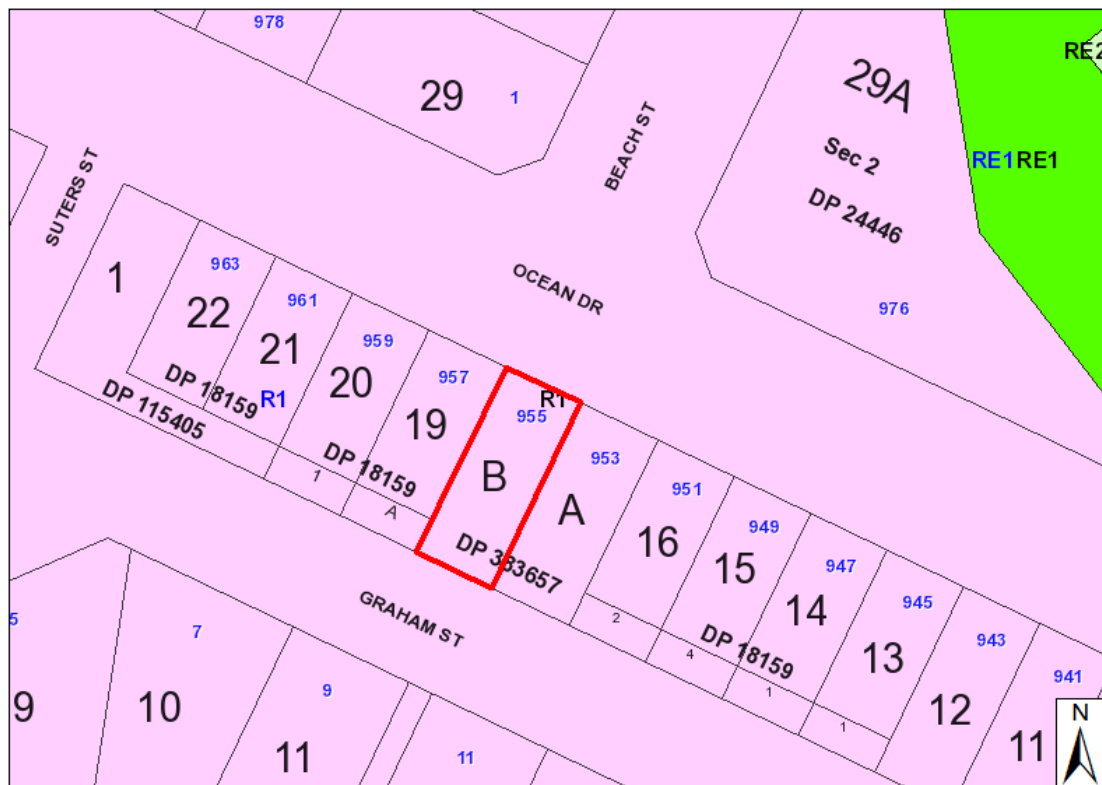 978
29
1
BEACH ST
29A
Sec 2
DP 24446
976
RE2
RE1 RE1
SUTERS ST
OCEAN DR
1
963
22
961
21
959
20
957
19
R1
955
B
953
A
951
16
949
15
947
14
945
13
943
12
941
11
DP 18159
R1
DP 115405
DP 18159
1
A
DP 383657
2
4
DP 18159
1
1
GRAHAM ST
5
9
7
10
9
11
11
N